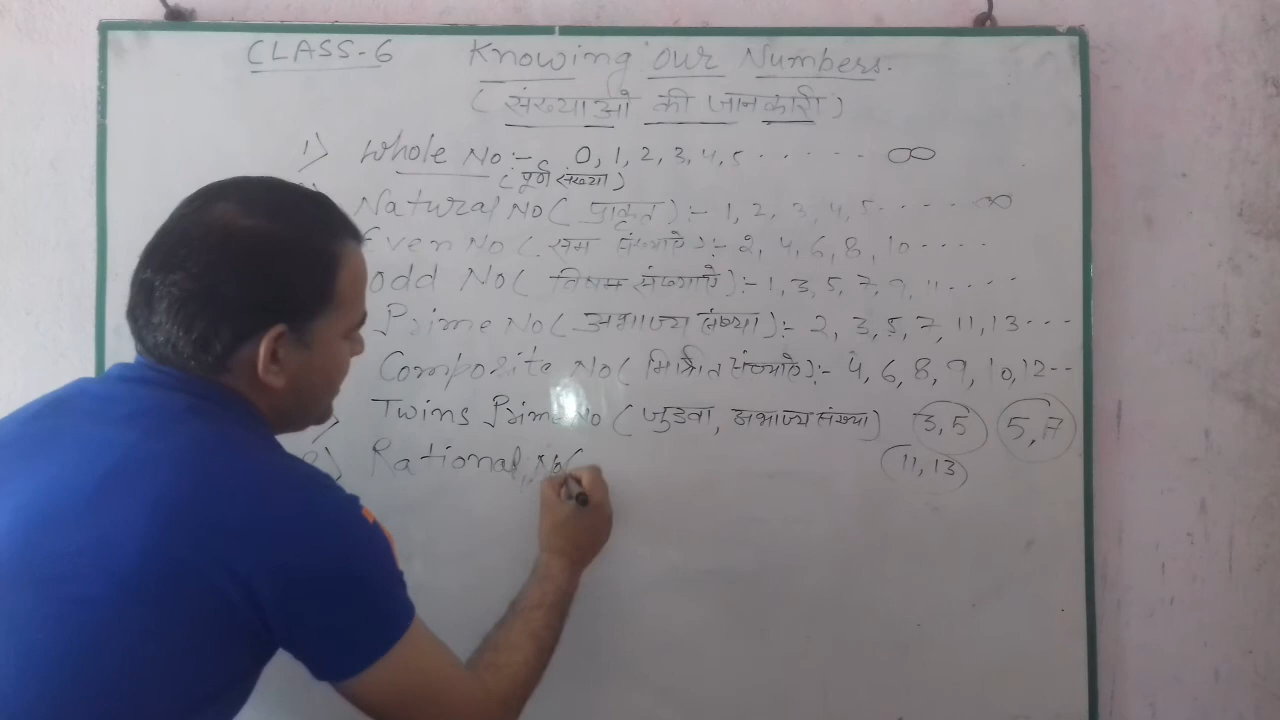 CLASS-6 Knowing our Numbers.
(संख्याओ की जानकारी)
1) Whole No:- 0, 1, 2, 3, 4, 5 ...... ∞
(पूर्ण संख्या)
Natural No ( प्राकृत ) :- 1, 2, 3, 4, 5 ...... ∞
Even No ( सम संख्याऐ ) :- 2, 4, 6, 8, 10 ....
odd No ( विषम संख्याऐ ) :- 1, 3, 5, 7, 9, 11 ....
Prime No ( अभाज्य संख्या ) :- 2, 3, 5, 7, 11, 13 ...
Composite No ( मिश्रित संख्याऐ ) :- 4, 6, 8, 9, 10, 12 --
Twins Prime No ( जुडवा, अभाज्य संख्या ) 3, 5 5, 7
8) Rational No( 11, 13